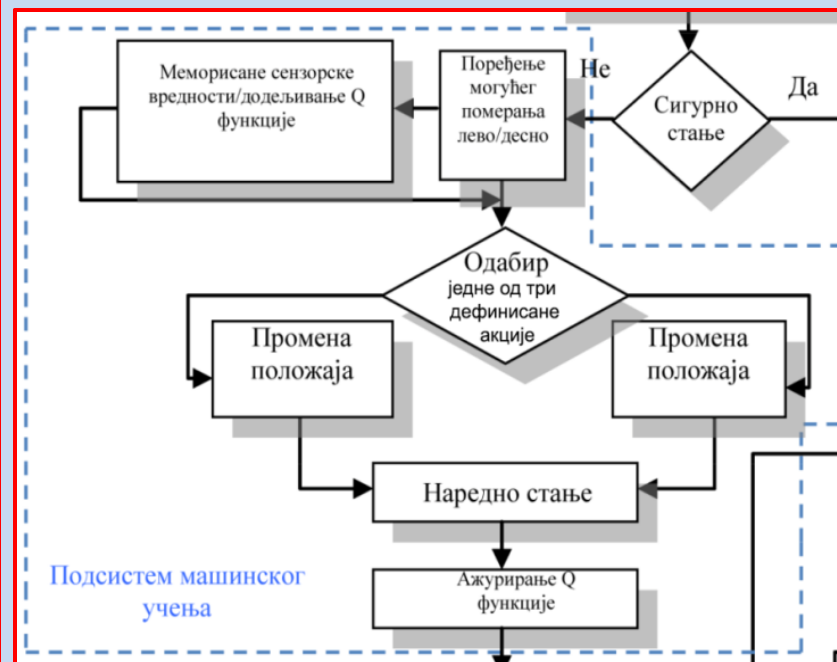 Меморисане сензорске
вредности/додељивање Q
функције
Поређење
могућег
померања
лево/десно
Не
Сигурно
стање
Да
Одабир
једне од три
дефинисане
акције
Промена
положаја
Промена
положаја
Наредно стање
Ажурирање Q
функције
Подсистем машинског
учења